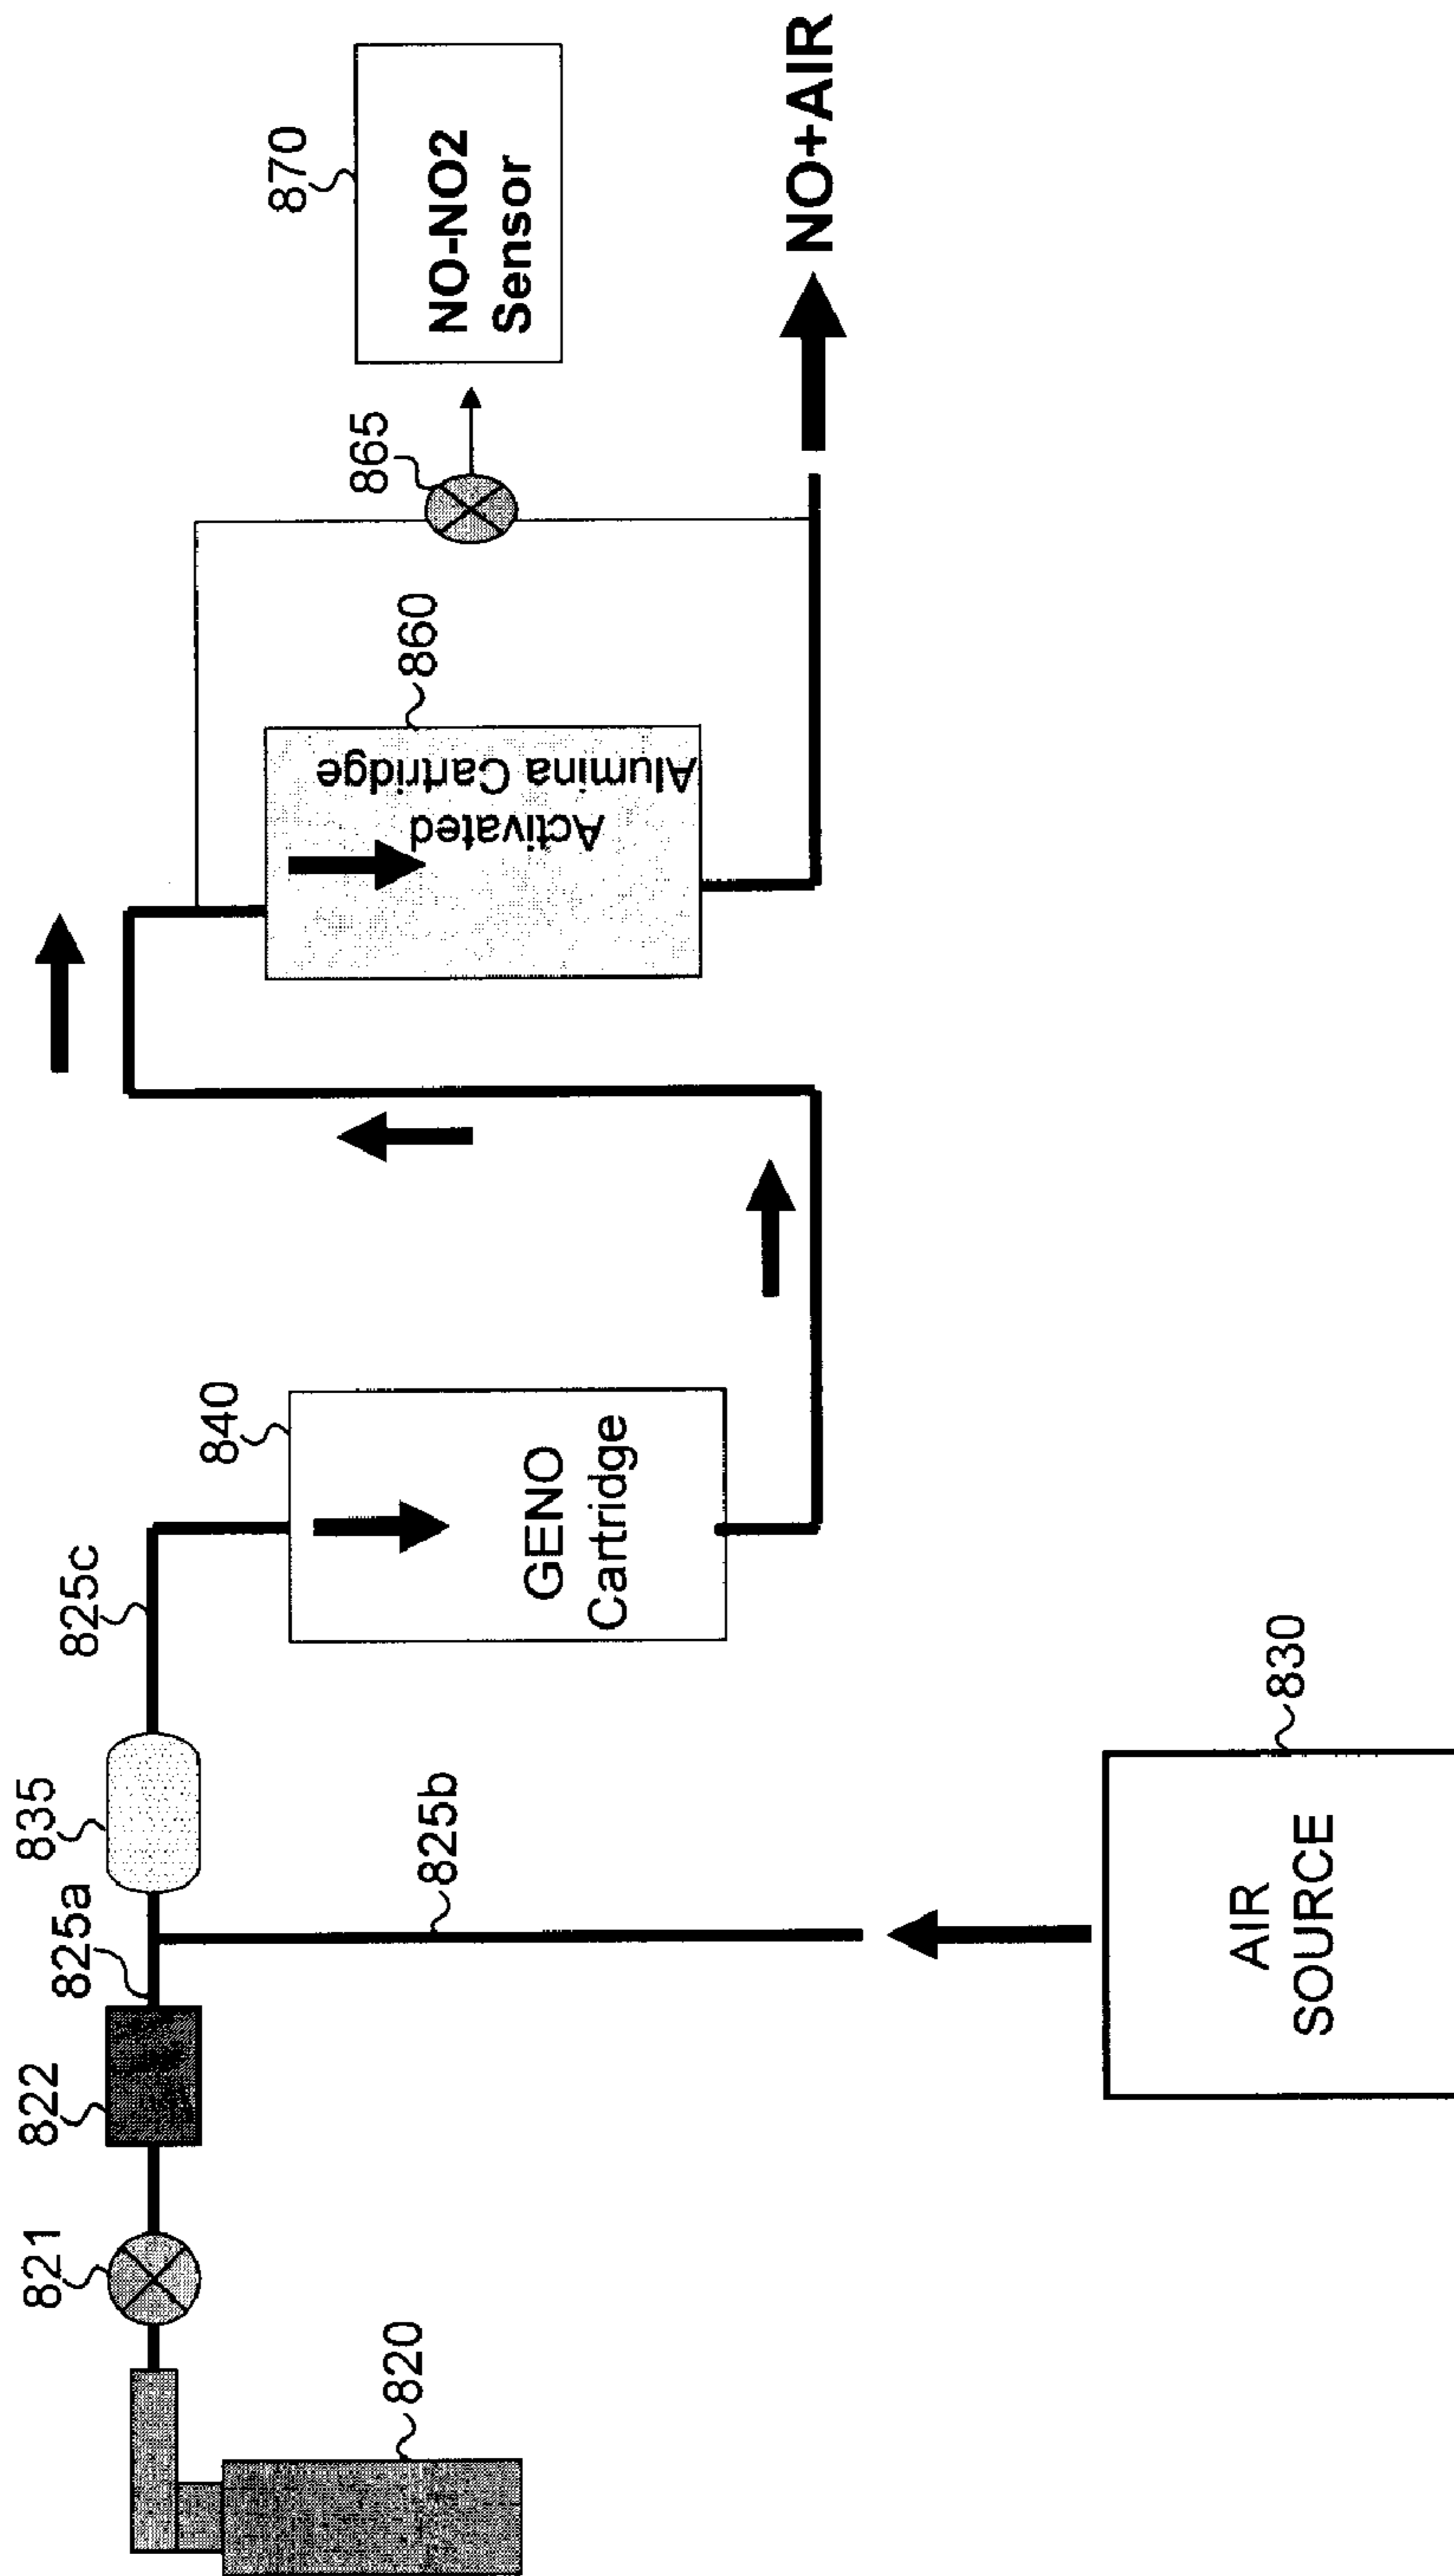 820
821
822
825a
835
825b
AIR
SOURCE
830
825c
840
GENO
Cartridge
Activated
Alumina Cartridge
860
865
870
NO-NO2
Sensor
NO+AIR